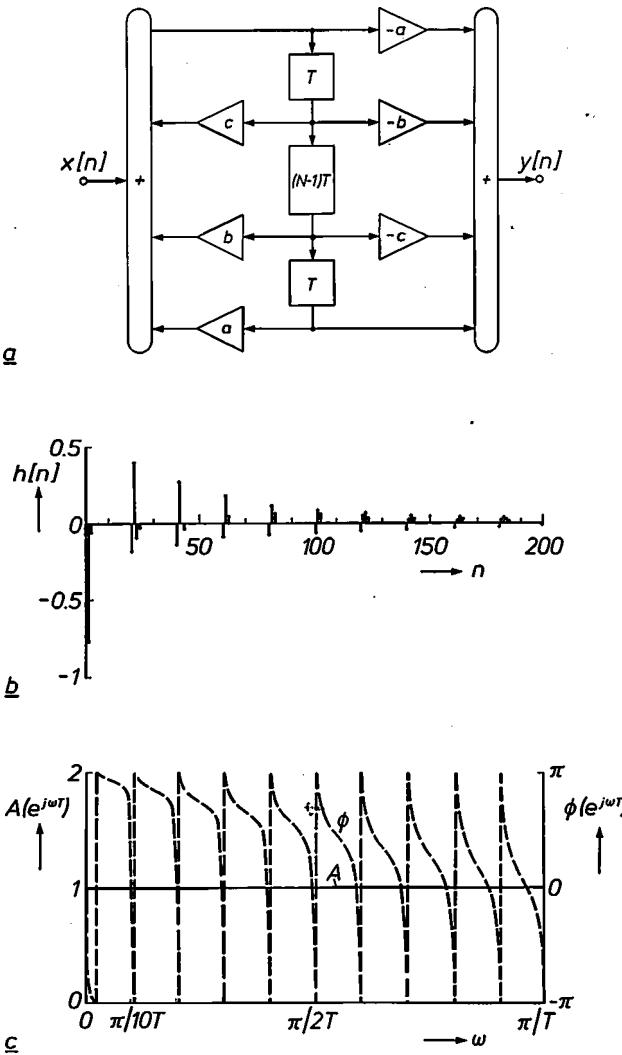 -a
T
c
-b
x[n]
+
(N-1)T
+
y[n]
b
-c
T
a
a
0.5
h[n]
0
50
100
150
200
n
-0.5
-1
b
2
π
A(e^{jωT})
ϕ
ϕ(e^{jωT})
A
1
0
0
-π
0
π/10T
π/2T
π/T
ω
c